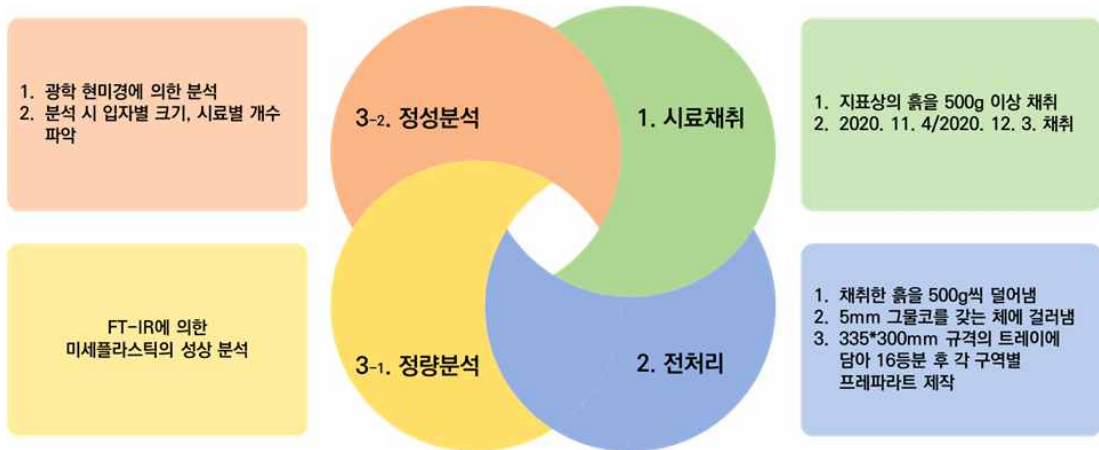 1. 광학 현미경에 의한 분석
2. 분석 시 입자별 크기, 시료별 개수
파악
3-2. 정성분석
1. 시료채취
1. 지표상의 흙을 500g 이상 채취
2. 2020. 11. 4/2020. 12. 3. 채취
FT-IR에 의한
미세플라스틱의 성상 분석
3-1. 정량분석
2. 전처리
1. 채취한 흙을 500g씩 덜어냄
2. 5mm 그물코를 갖는 체에 걸러냄
3. 335*300mm 규격의 트레이에
담아 16등분 후 각 구역별
프레파라트 제작